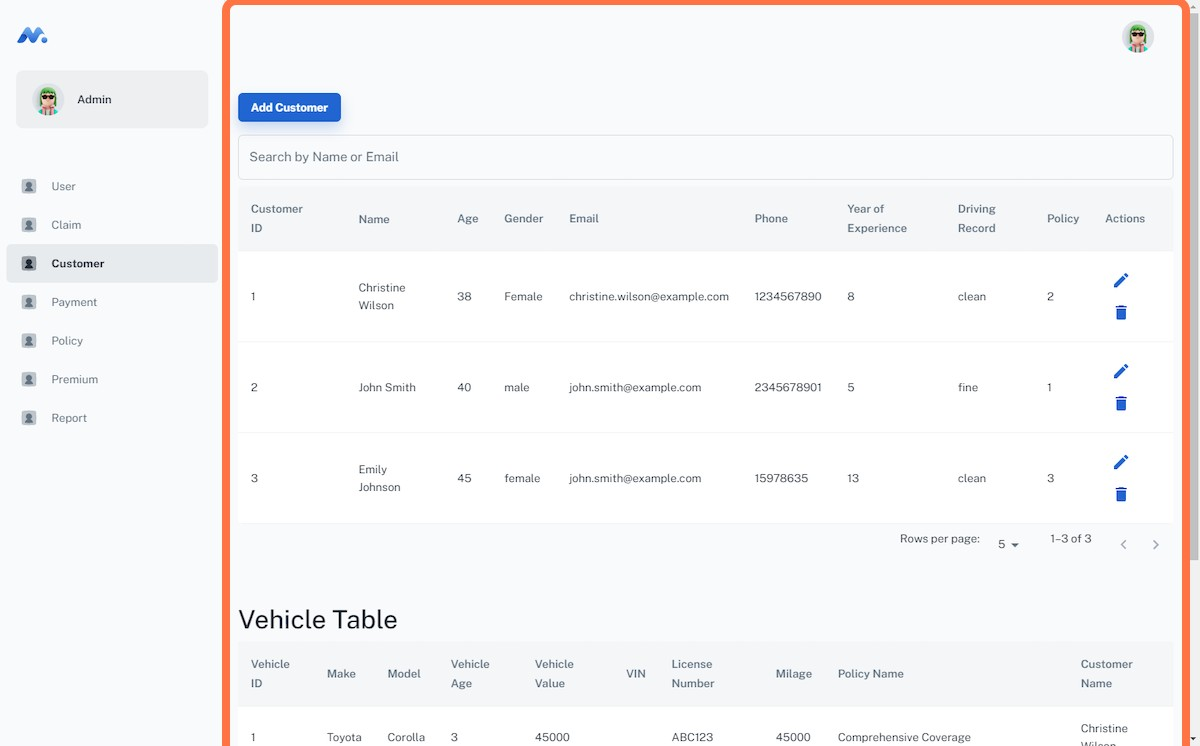 Admin
User
Claim
Customer
Payment
Policy
Premium
Report
Add Customer
Search by Name or Email
Customer ID Name Age Gender Email Phone Year of Experience Driving Record Policy Actions
1 Christine Wilson 38 Female christine.wilson@example.com 1234567890 8 clean 2
2 John Smith 40 male john.smith@example.com 2345678901 5 fine 1
3 Emily Johnson 45 female john.smith@example.com 15978635 13 clean 3
Rows per page: 5 1–3 of 3
Vehicle Table
Vehicle ID Make Model Vehicle Age Vehicle Value VIN License Number Milage Policy Name Customer Name
1 Toyota Corolla 3 45000 ABC123 45000 Comprehensive Coverage Christine Wilson